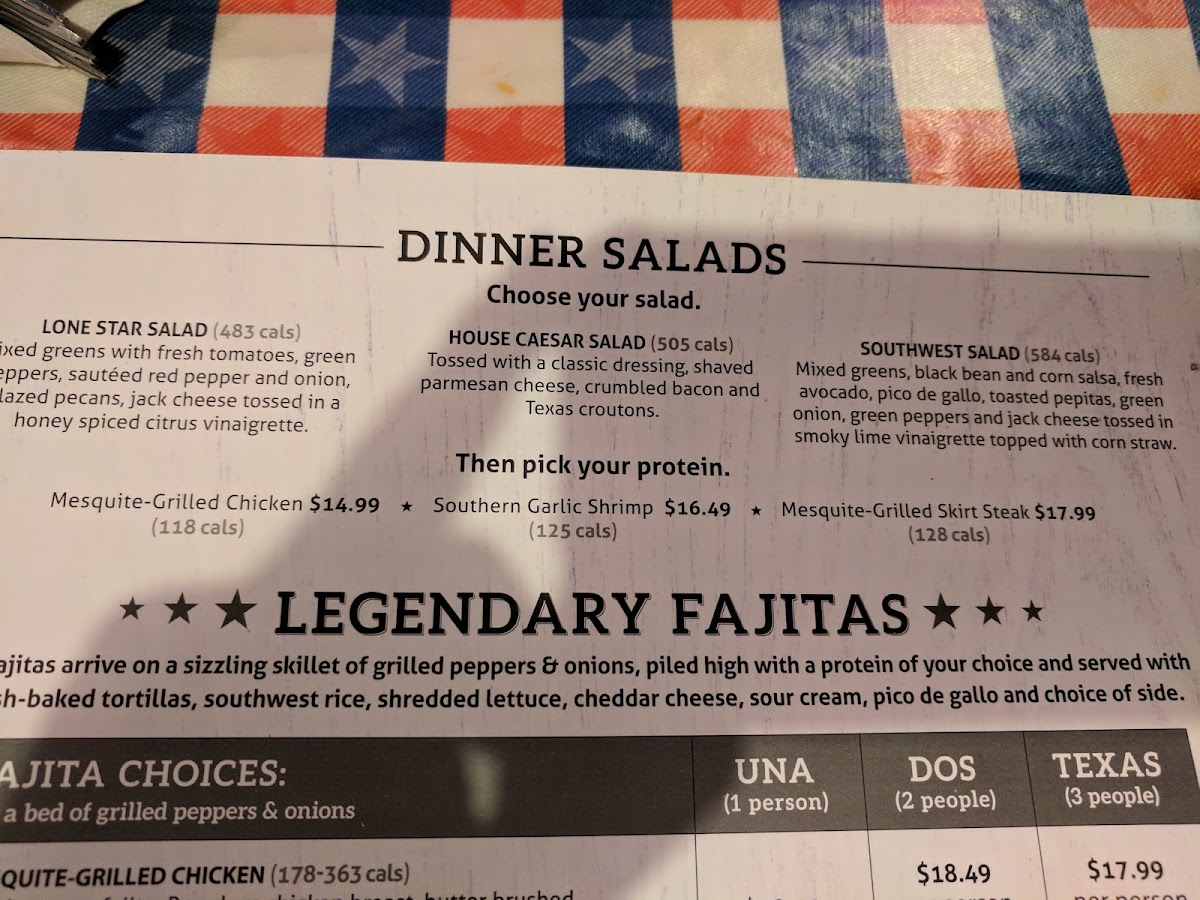 DINNER SALADS
Choose your salad.
LONE STAR SALAD (483 cals)
ixed greens with fresh tomatoes, green
eppers, sautéed red pepper and onion,
lazed pecans, jack cheese tossed in a
honey spiced citrus vinaigrette.
HOUSE CAESAR SALAD (505 cals)
Tossed with a classic dressing, shaved
parmesan cheese, crumbled bacon and
Texas croutons.
SOUTHWEST SALAD (584 cals)
Mixed greens, black bean and corn salsa, fresh
avocado, pico de gallo, toasted pepitas, green
onion, green peppers and jack cheese tossed in
smoky lime vinaigrette topped with corn straw.
Then pick your protein.
Mesquite-Grilled Chicken $14.99 ★ Southern Garlic Shrimp $16.49 ★ Mesquite-Grilled Skirt Steak $17.99
(118 cals) (125 cals) (128 cals)
★ ★ ★ LEGENDARY FAJITAS ★ ★ ★
ajitas arrive on a sizzling skillet of grilled peppers & onions, piled high with a protein of your choice and served with
sh-baked tortillas, southwest rice, shredded lettuce, cheddar cheese, sour cream, pico de gallo and choice of side.
AJITA CHOICES:
a bed of grilled peppers & onions
UNA
(1 person)
DOS
(2 people)
TEXAS
(3 people)
QUITE-GRILLED CHICKEN (178-363 cals)
$18.49
$17.99
per person